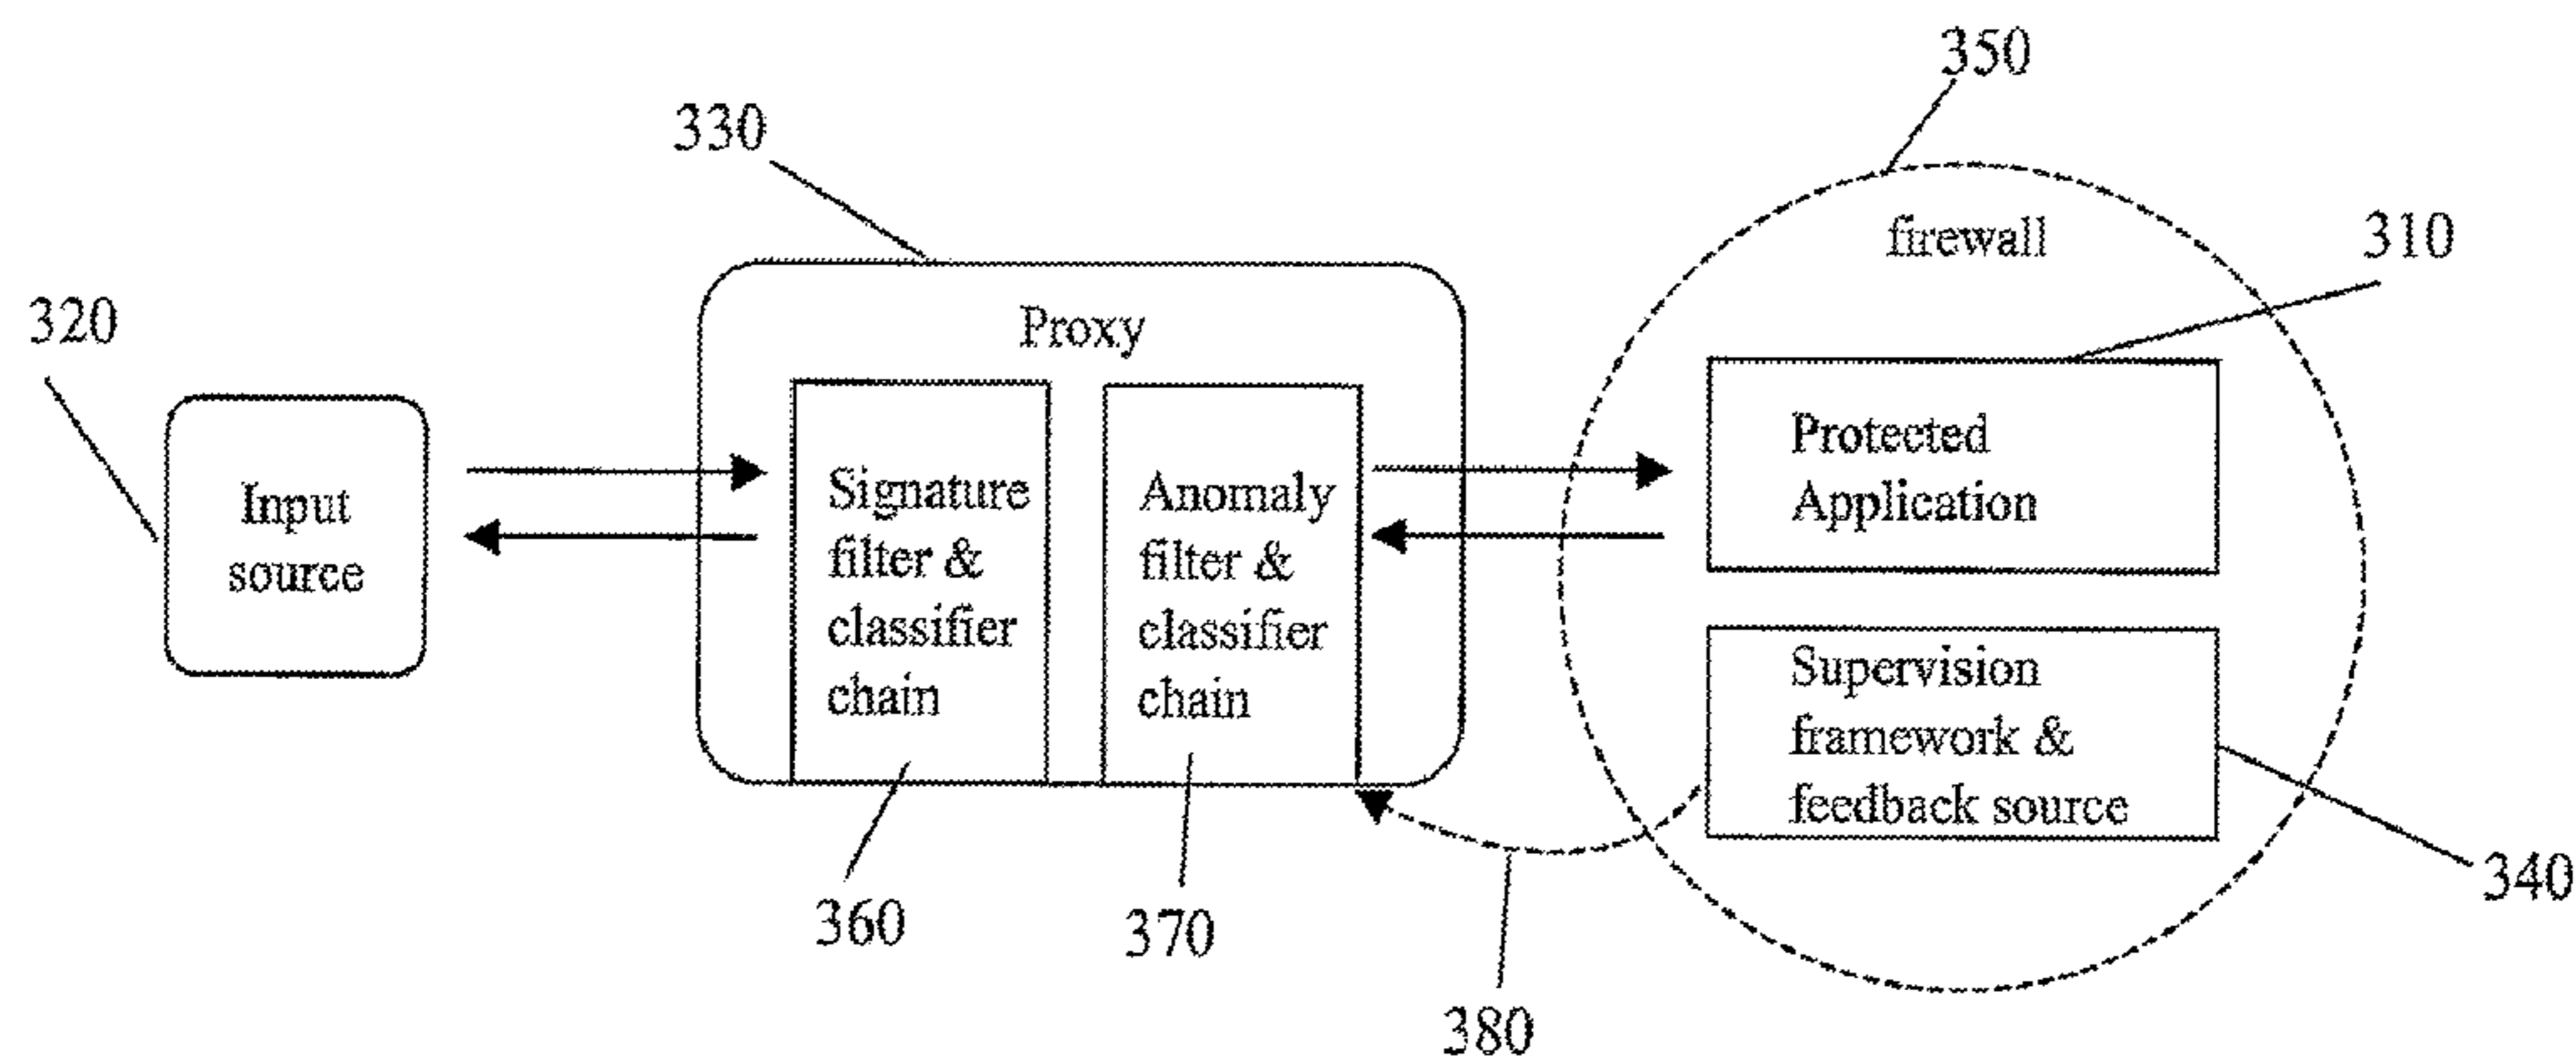 350
330
firewall
310
320
Proxy
Input
source
Signature
filter &
classifier
chain
Anomaly
filter &
classifier
chain
Protected
Application
Supervision
framework &
feedback source
340
360
370
380